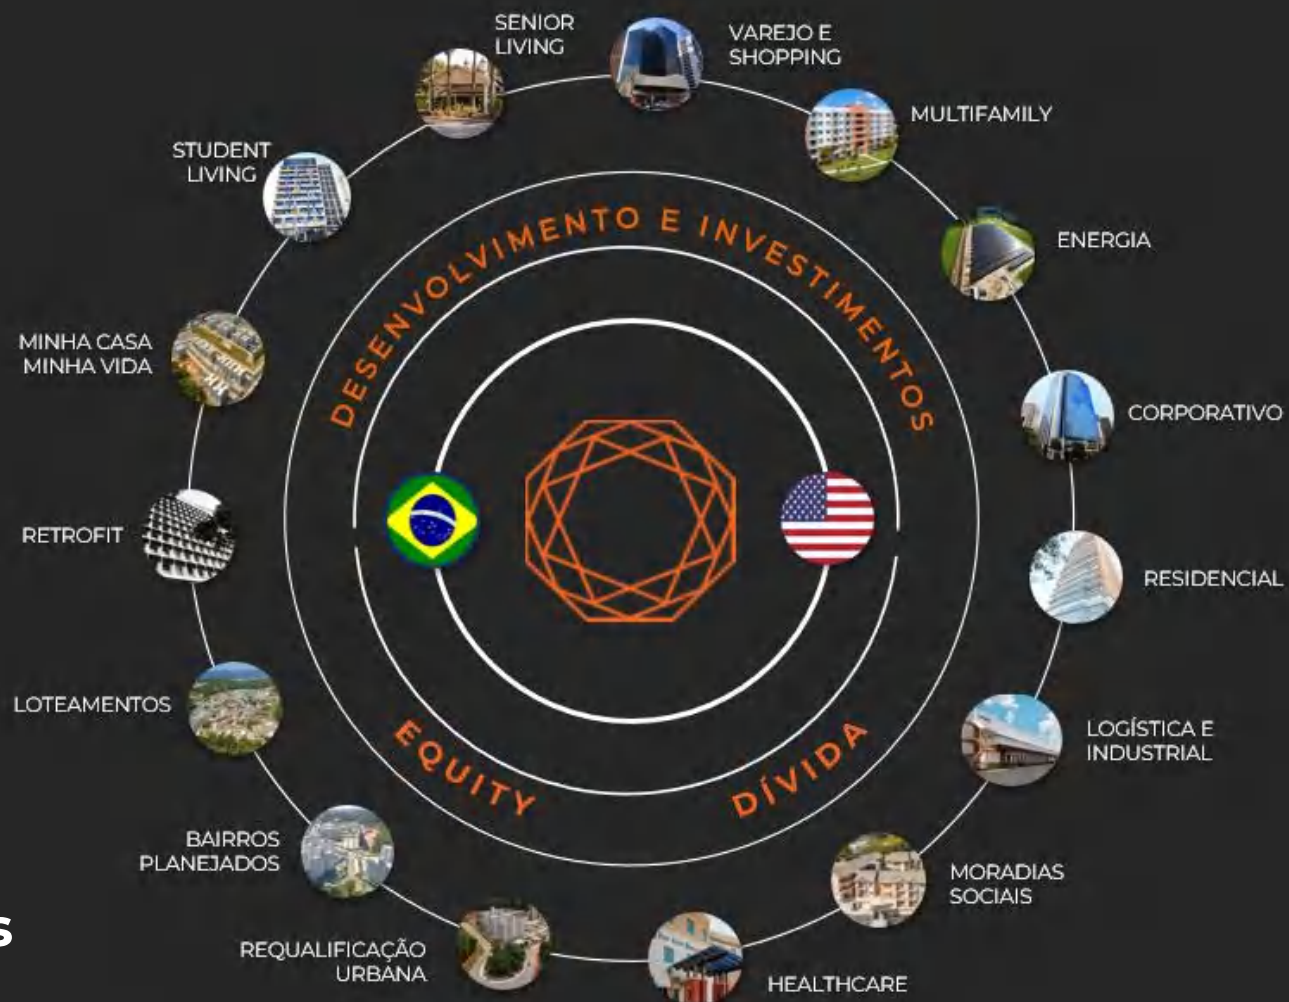 SENIOR
LIVING
VAREJO E
SHOPPING
MULTIFAMILY
STUDENT
LIVING
ENERGIA
DESENVOLVIMENTO E INVESTIMENTOS
MINHA CASA
MINHA VIDA
CORPORATIVO
RETROFIT
RESIDENCIAL
LOTEAMENTOS
EQUITY
DÍVIDA
LOGÍSTICA E
INDUSTRIAL
BAIRROS
PLANEJADOS
MORADIAS
SOCIAIS
REQUALIFICAÇÃO
URBANA
HEALTHCARE